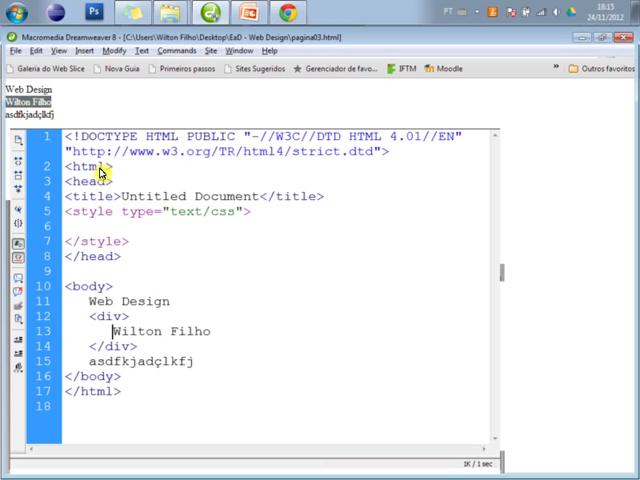 PT
18:15
24/11/2012
Macromedia Dreamweaver 8 - [C:\Users\Wilton Filho\Desktop\EaD - Web Design\pagina03.html]
File Edit View Insert Modify Text Commands Site Window Help
Galeria do Web Slice Nova Guia Primeiros passos Sites Sugeridos Gerenciador de favo... IFTM Moodle » Outros favoritos
Web Design
Wilton Filho
asdfkjadçlkfj
1 <!DOCTYPE HTML PUBLIC "-//W3C//DTD HTML 4.01//EN"
"http://www.w3.org/TR/html4/strict.dtd">
2 <html>
3 <head>
4 <title>Untitled Document</title>
5 <style type="text/css">
6
7 </style>
8 </head>
9
10 <body>
11 Web Design
12 <div>
13 Wilton Filho
14 </div>
15 asdfkjadçlkfj
16 </body>
17 </html>
18
1K / 1 sec